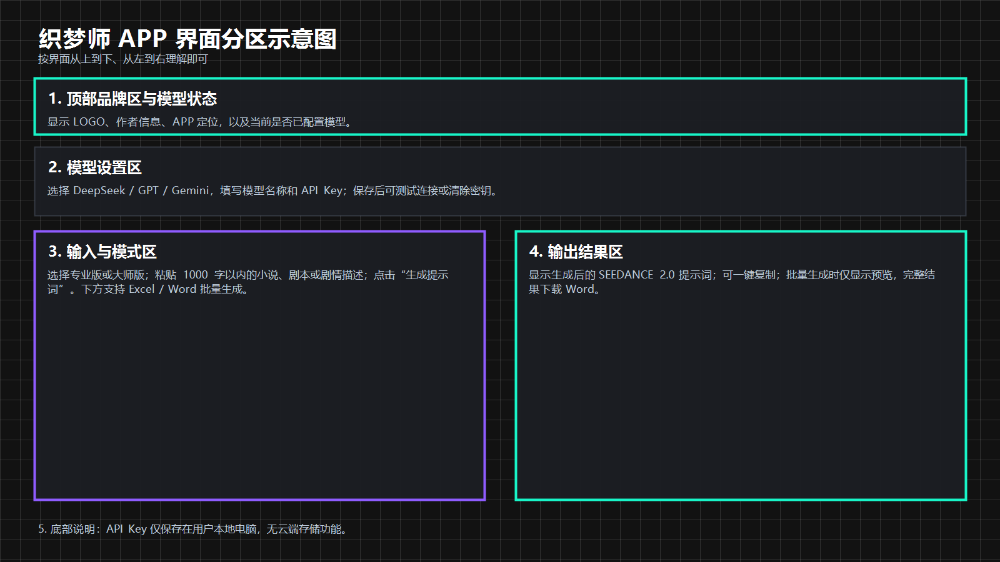 织梦师 APP 界面分区示意图
按界面从上到下、从左到右理解即可
1. 顶部品牌区与模型状态
显示 LOGO、作者信息、APP 定位，以及当前是否已配置模型。
2. 模型设置区
选择 DeepSeek / GPT / Gemini，填写模型名称和 API Key；保存后可测试连接或清除密钥。
3. 输入与模式区
选择专业版或大师版；粘贴 1000 字以内的小说、剧本或剧情描述；点击“生成提示
词”。下方支持 Excel / Word 批量生成。
4. 输出结果区
显示生成后的 SEEDANCE 2.0 提示词；可一键复制；批量生成时仅显示预览，完整结
果下载 Word。
5. 底部说明：API Key 仅保存在用户本地电脑，无云端存储功能。